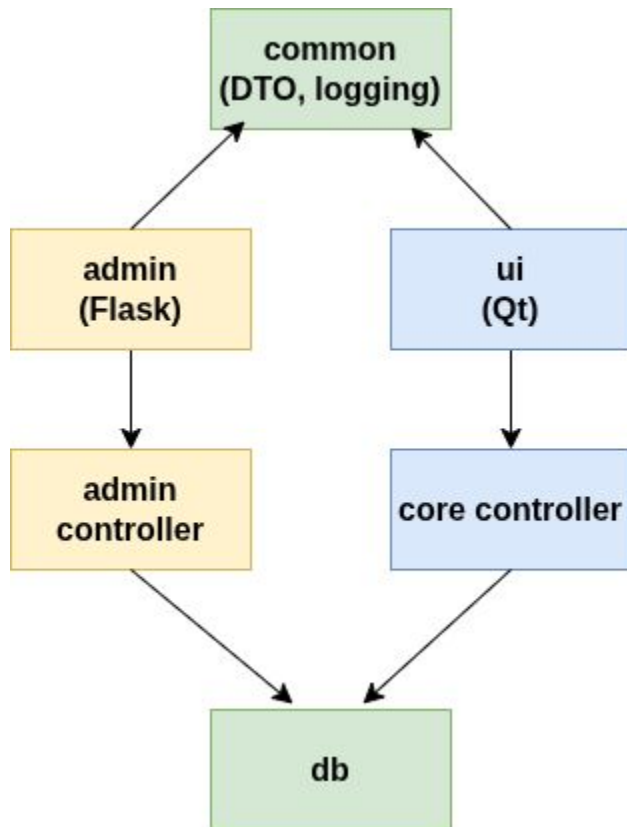 common
(DTO, logging)
admin
(Flask)
ui
(Qt)
admin
controller
core controller
db